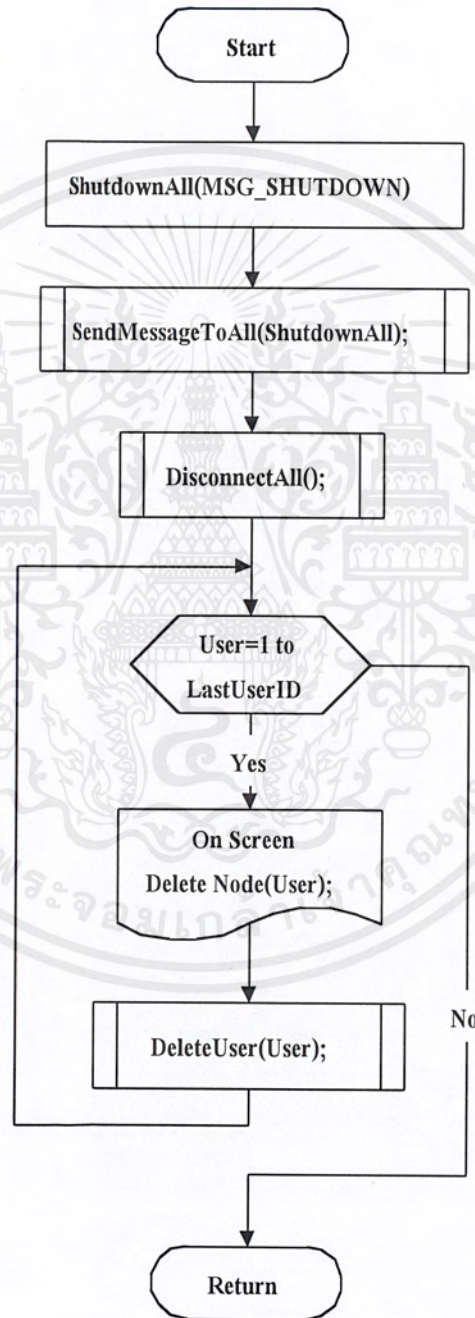 Start
ShutdownAll(MSG_SHUTDOWN)
SendMessageToAll(ShutdownAll);
DisconnectAll();
User=1 to
LastUserID
Yes
On Screen
Delete Node(User);
No
DeleteUser(User);
Return